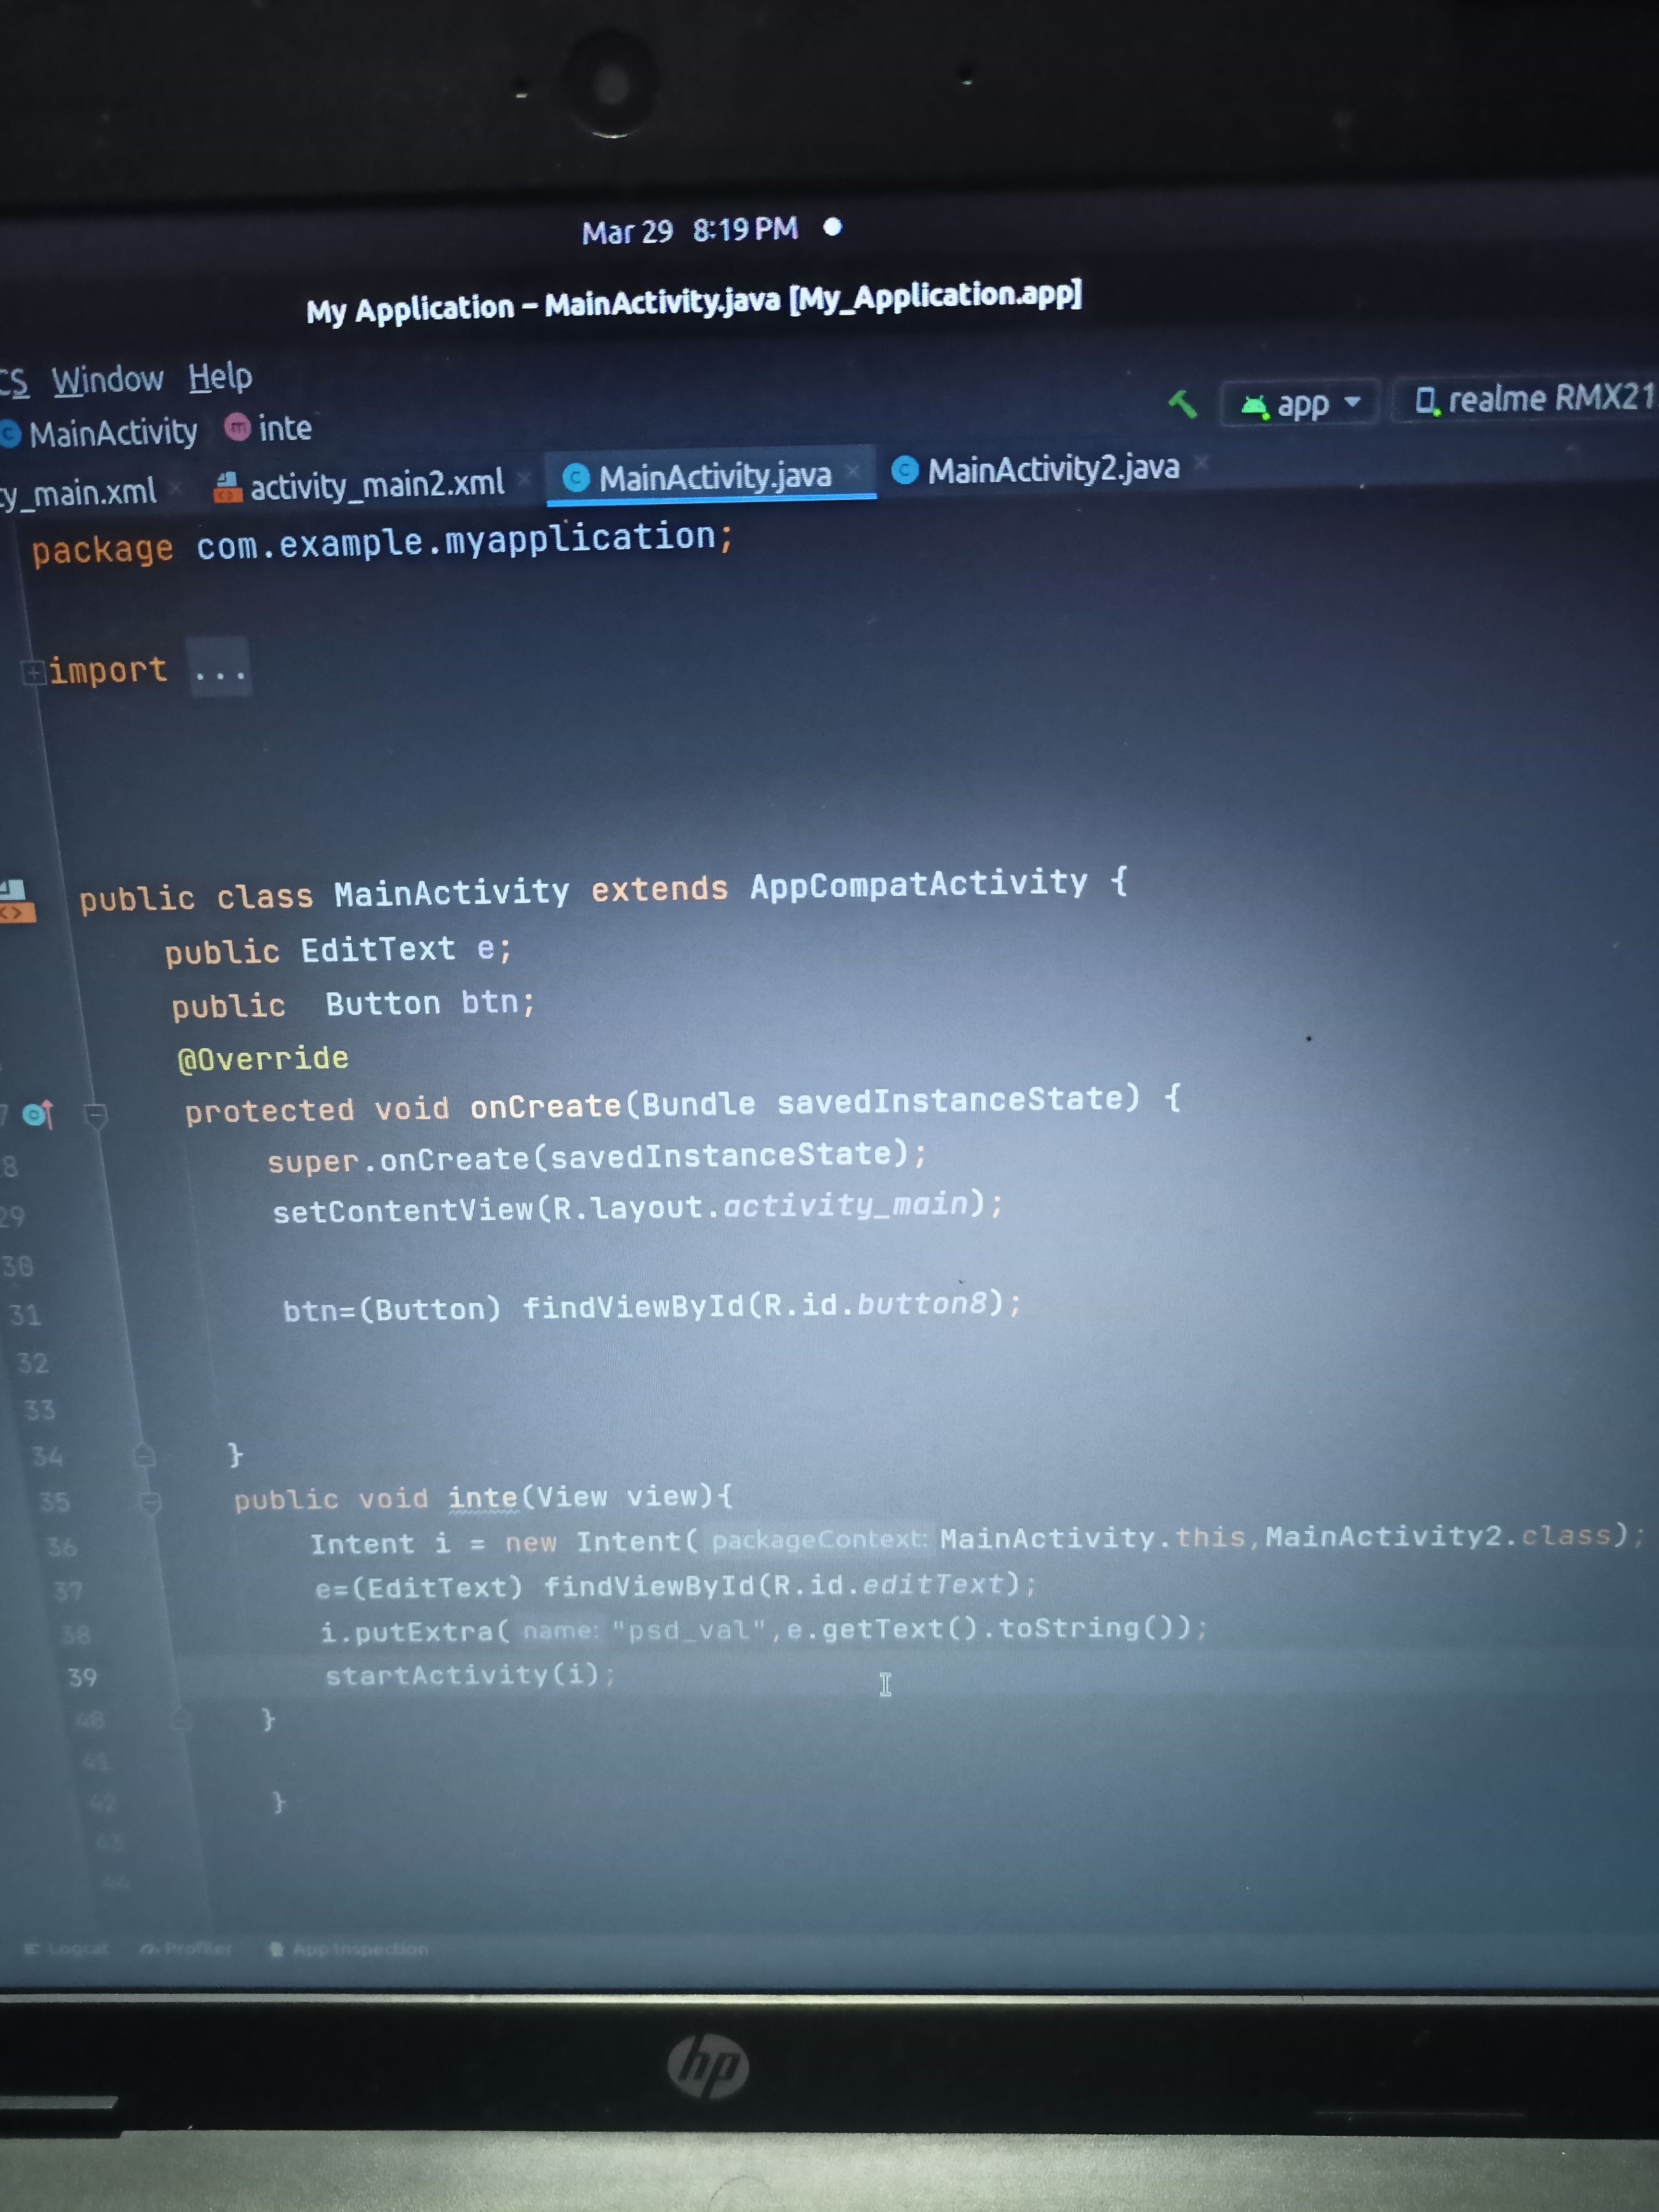 Mar 29 8:19 PM
My Application – MainActivity.java [My_Application.app]
CS Window Help
app
realme RMX21
MainActivity inte
ty_main.xml activity_main2.xml MainActivity.java MainActivity2.java
package com.example.myapplication;
import ...
public class MainActivity extends AppCompatActivity {
public EditText e;
public Button btn;
@Override
7 protected void onCreate(Bundle savedInstanceState) {
8 super.onCreate(savedInstanceState);
29 setContentView(R.layout.activity_main);
30
31 btn=(Button) findViewById(R.id.button8);
32
33
34 }
35 public void inte(View view){
36 Intent i = new Intent( packageContext: MainActivity.this,MainActivity2.class);
37 e=(EditText) findViewById(R.id.editText);
38 i.putExtra( name: "psd_val",e.getText().toString());
39 startActivity(i);
40 }
41
42 }
43
44
Logcat Profiler App Inspection
hp